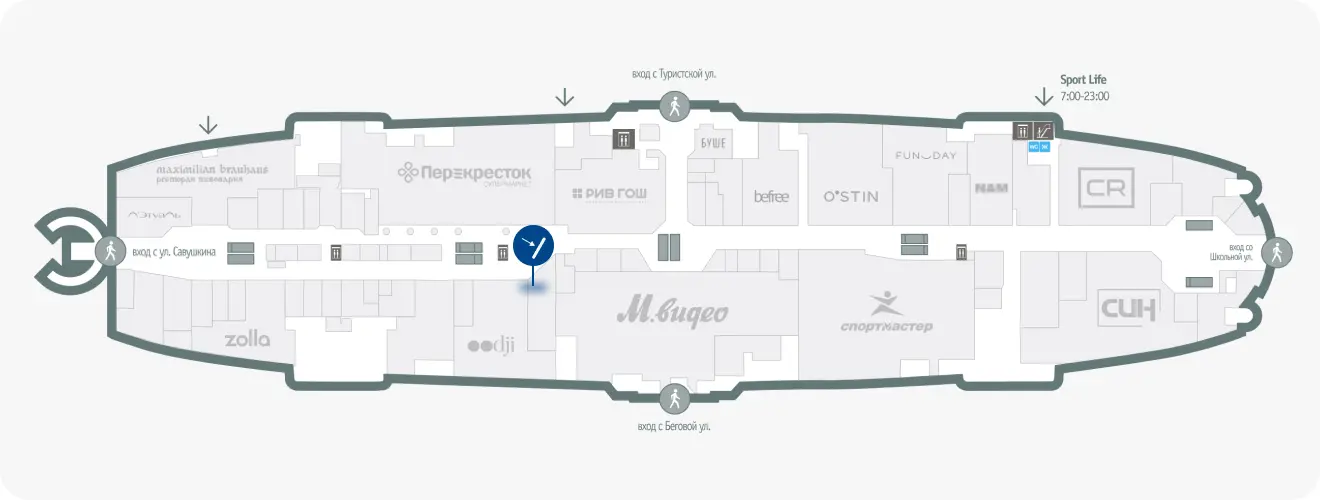 вход с Туристской ул.
Sport Life
7:00-23:00
maximilian brauhaus
ресторан пивоварня
Перекрёсток
СУПЕРМАРКЕТ
РИВ ГОШ
БУШЕ
befree
O'STIN
FUNDAY
NAM
CR
WC
вход с ул. Савушкина
вход со
Школьной ул.
zolla
oodji
М.видео
спортмастер
СИН
вход с Беговой ул.